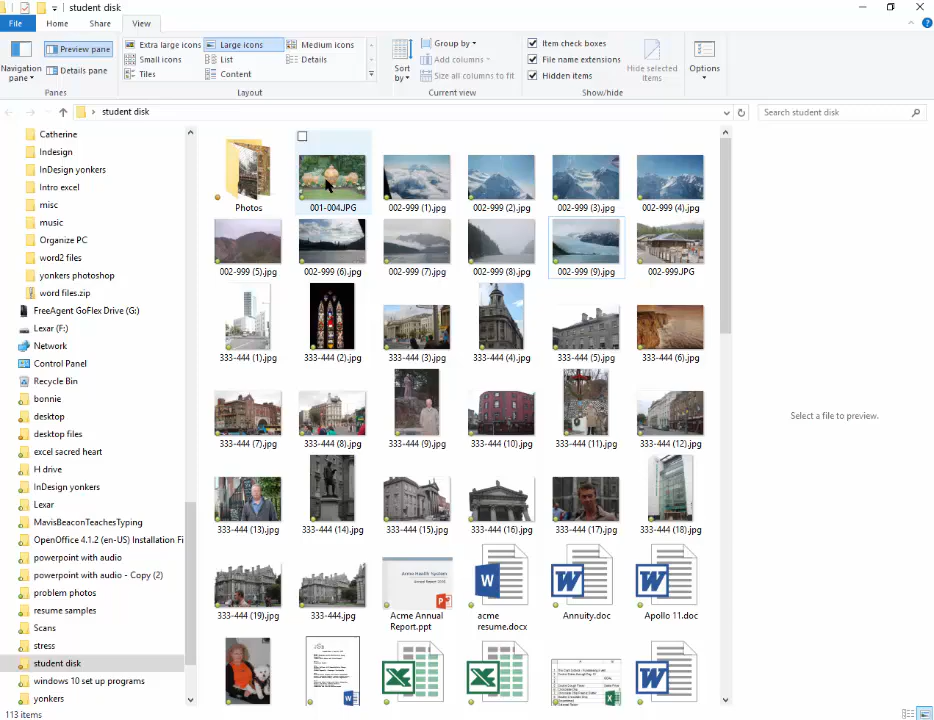 student disk
File Home Share View
Navigation pane
Preview pane
Details pane
Panes
Extra large icons Large icons Medium icons
Small icons List Details
Tiles Content
Layout
Sort by
Group by
Add columns
Size all columns to fit
Current view
Item check boxes
File name extensions
Hidden items
Hide selected items
Show/hide
Options
student disk
Search student disk
Catherine
Indesign
InDesign yonkers
Intro excel
misc
music
Organize PC
word2 files
yonkers photoshop
word files.zip
FreeAgent GoFlex Drive (G:)
Lexar (F:)
Network
Control Panel
Recycle Bin
bonnie
desktop
desktop files
excel sacred heart
H drive
InDesign yonkers
Lexar
MavisBeaconTeachesTyping
OpenOffice 4.1.2 (en-US) Installation Fi
powerpoint with audio
powerpoint with audio - Copy (2)
problem photos
resume samples
Scans
stress
student disk
windows 10 set up programs
yonkers
Photos 001-004.JPG 002-999 (1).jpg 002-999 (2).jpg 002-999 (3).jpg 002-999 (4).jpg
002-999 (5).jpg 002-999 (6).jpg 002-999 (7).jpg 002-999 (8).jpg 002-999 (9).jpg 002-999.JPG
333-444 (1).jpg 333-444 (2).jpg 333-444 (3).jpg 333-444 (4).jpg 333-444 (5).jpg 333-444 (6).jpg
333-444 (7).jpg 333-444 (8).jpg 333-444 (9).jpg 333-444 (10).jpg 333-444 (11).jpg 333-444 (12).jpg
333-444 (13).jpg 333-444 (14).jpg 333-444 (15).jpg 333-444 (16).jpg 333-444 (17).jpg 333-444 (18).jpg
Acme Health System
Annual Report 2006
333-444 (19).jpg 333-444.jpg Acme Annual Report.ppt acme resume.docx Annuity.doc Apollo 11.doc
Select a file to preview.
113 items